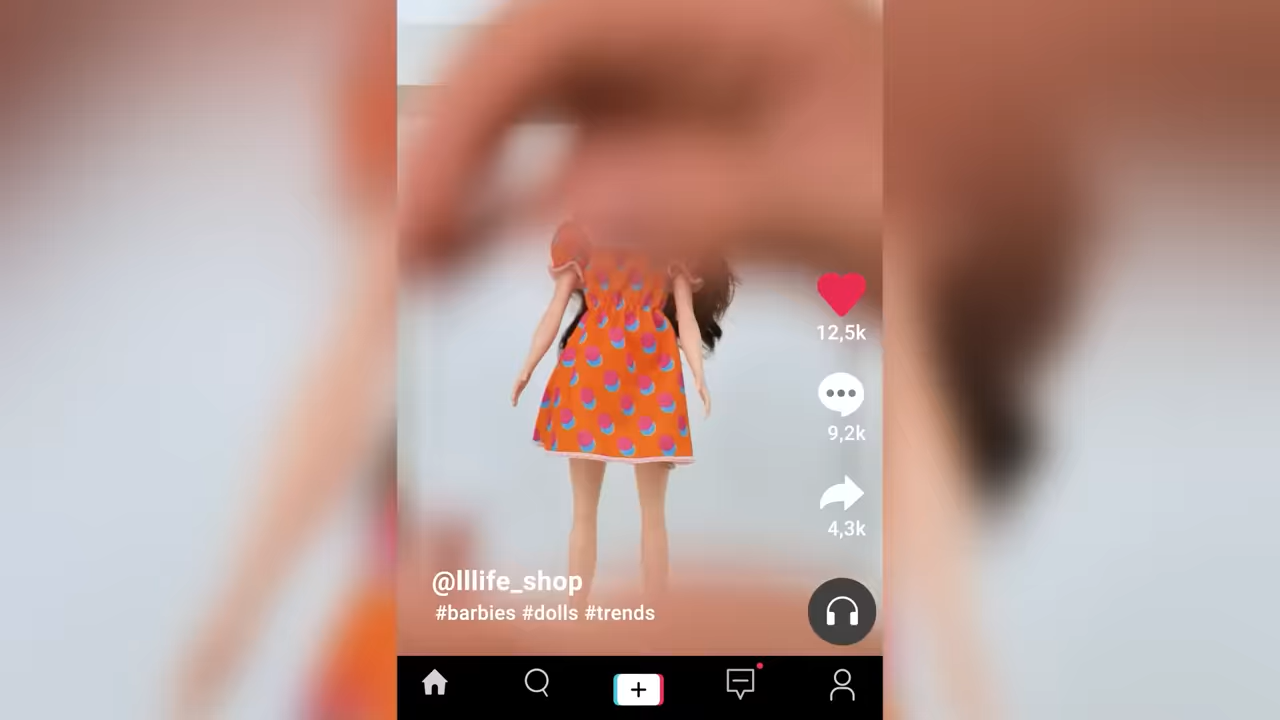 12,5k
9,2k
4,3k
@lllife_shop
#barbies #dolls #trends